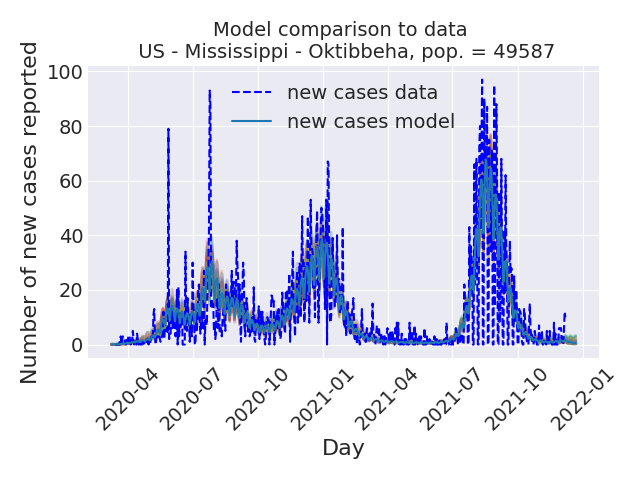 Model comparison to data
US - Mississippi - Oktibbeha, pop. = 49587
Number of new cases reported
100
80
60
40
20
0
new cases data
new cases model
2020-04
2020-07
2020-10
2021-01
2021-04
2021-07
2021-10
2022-01
Day